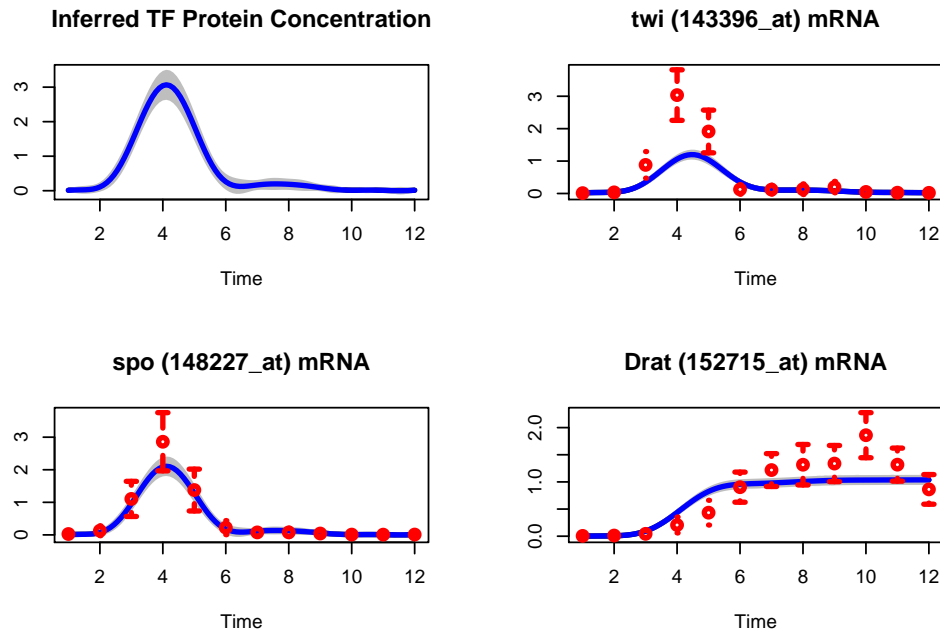 Inferred TF Protein Concentration
3
2
1
0
2 4 6 8 10 12
Time
twi (143396_at) mRNA
3
2
1
0
2 4 6 8 10 12
Time
spo (148227_at) mRNA
3
2
1
0
2 4 6 8 10 12
Time
Drat (152715_at) mRNA
2.0
1.0
0.0
2 4 6 8 10 12
Time